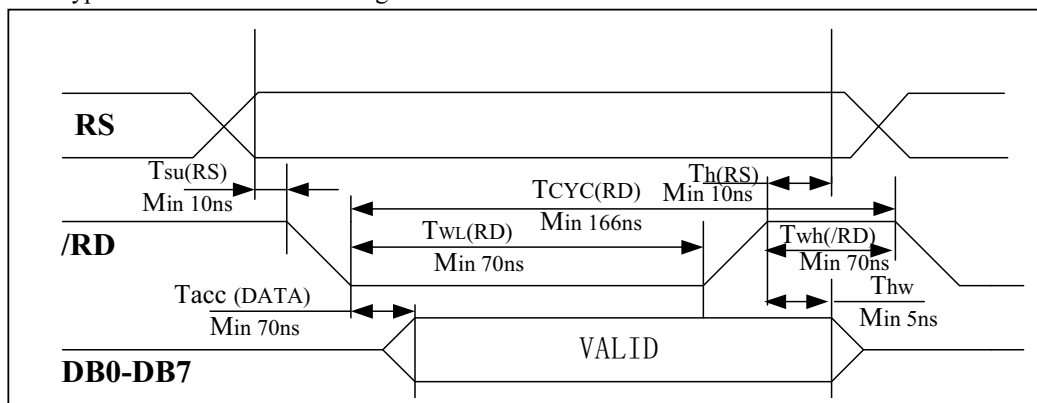 RS
Tsu(RS)
Min 10ns
Th(RS)
Min 10ns
TCYC(RD)
Min 166ns
/RD
TWL(RD)
Min 70ns
Twh(/RD)
Min 70ns
Tacc (DATA)
Min 70ns
Thw
Min 5ns
VALID
DB0-DB7